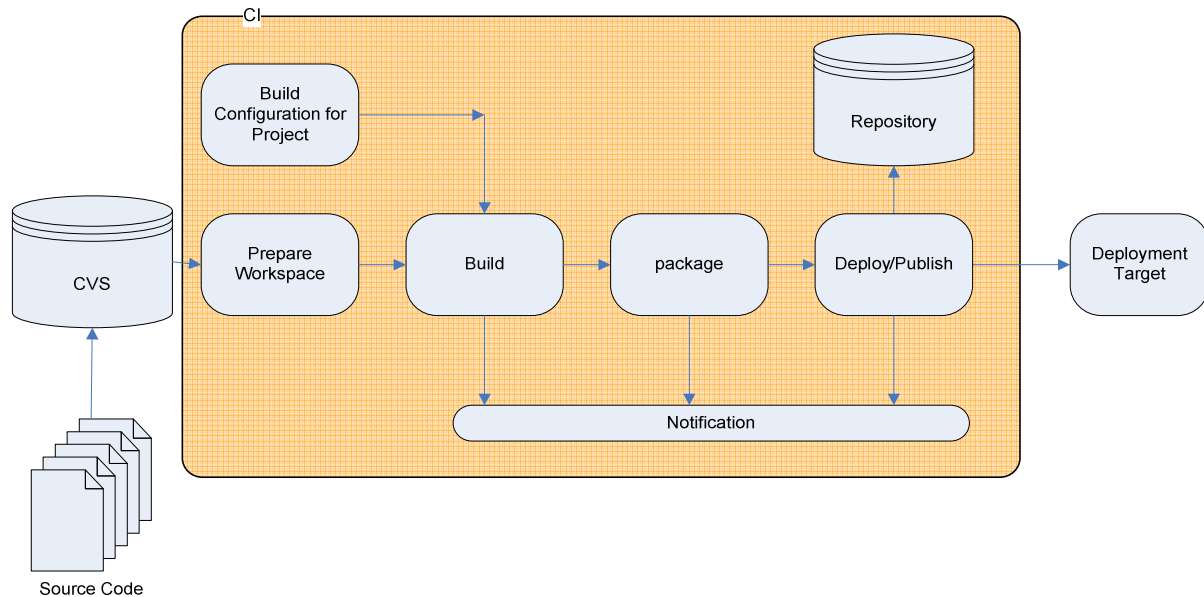 CI
Build
Configuration for
Project
Repository
CVS
Prepare
Workspace
Build
package
Deploy/Publish
Deployment
Target
Notification
Source Code